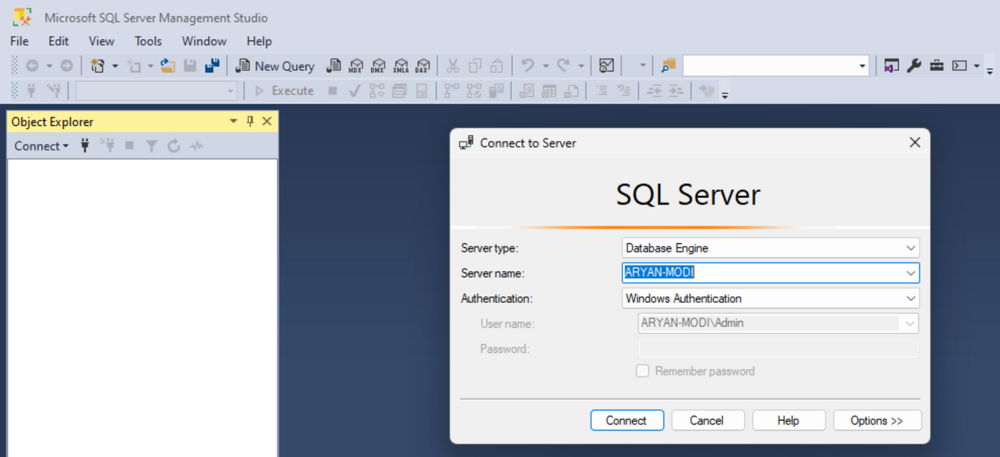 Microsoft SQL Server Management Studio
File Edit View Tools Window Help
New Query MDX DMX XMLA DAX
Execute
Object Explorer
Connect
Connect to Server
SQL Server
Server type: Database Engine
Server name: ARYAN-MODI
Authentication: Windows Authentication
User name: ARYAN-MODI\Admin
Password:
Remember password
Connect Cancel Help Options >>